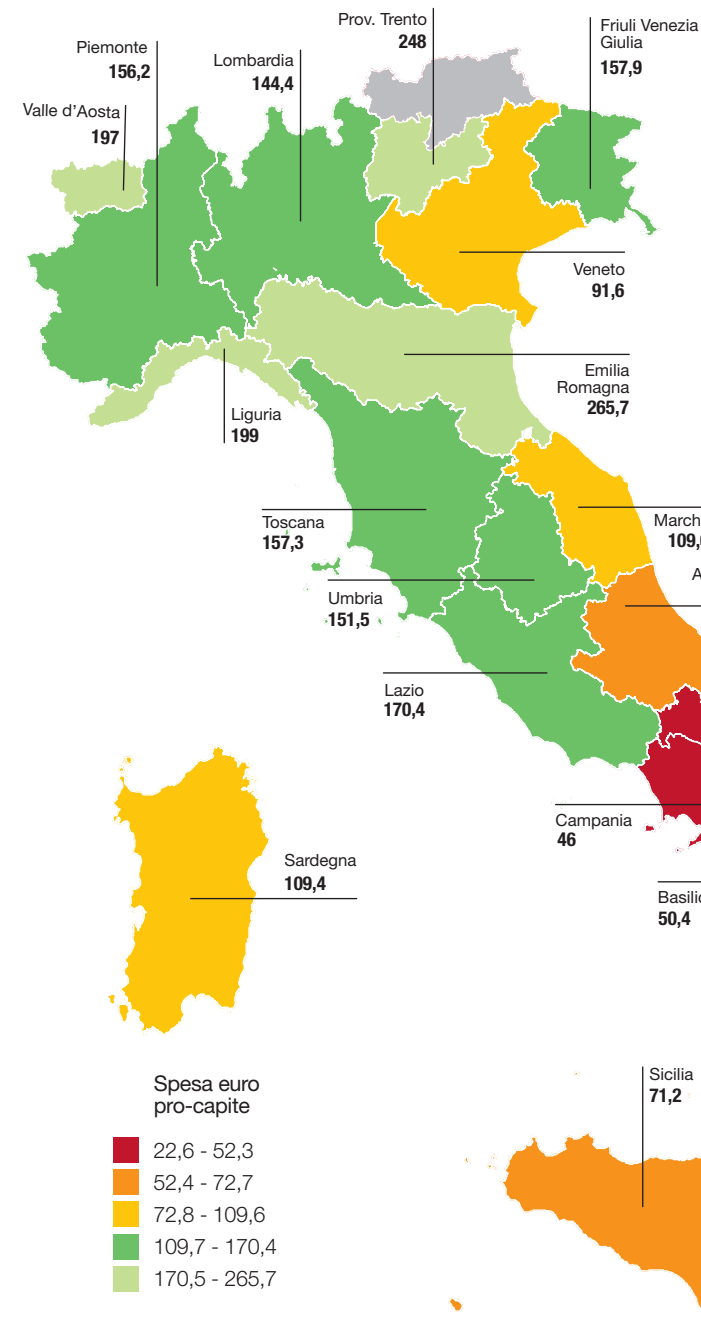 Prov. Trento
248
Friuli Venezia
Giulia
157,9
Piemonte
156,2
Lombardia
144,4
Valle d'Aosta
197
Veneto
91,6
Emilia
Romagna
265,7
Liguria
199
Toscana
157,3
March
109,
A
Umbria
151,5
Lazio
170,4
Campania
46
Sardegna
109,4
Basilic
50,4
Sicilia
71,2
Spesa euro
pro-capite
22,6 - 52,3
52,4 - 72,7
72,8 - 109,6
109,7 - 170,4
170,5 - 265,7